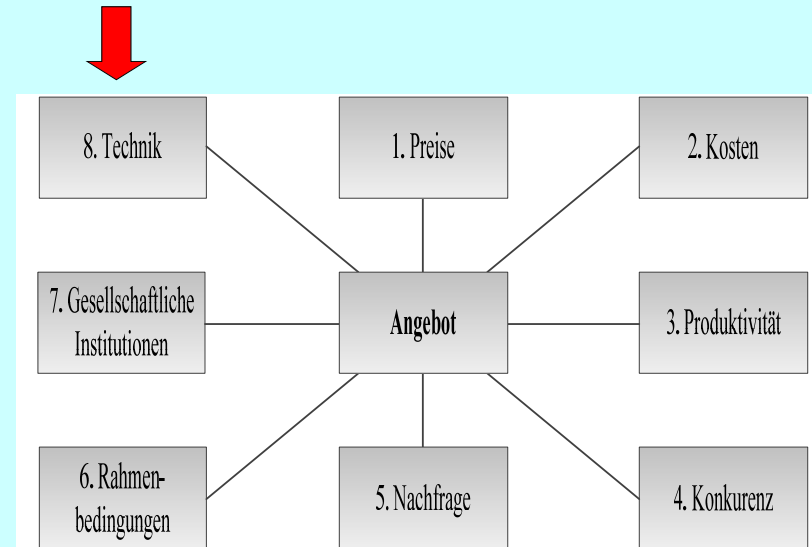 8. Technik
1. Preise
2. Kosten
7. Gesellschaftliche
Institutionen
Angebot
3. Produktivität
6. Rahmen-
bedingungen
5. Nachfrage
4. Konkurenz